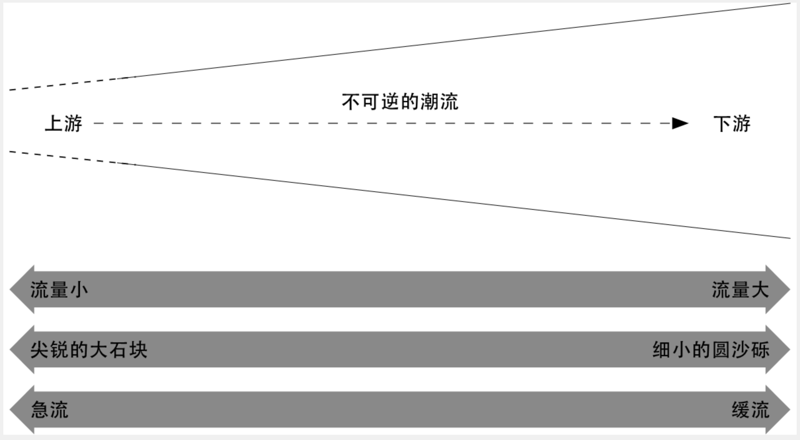 不可逆的潮流
上游
下游
流量小
流量大
尖锐的大石块
细小的圆沙砾
急流
缓流